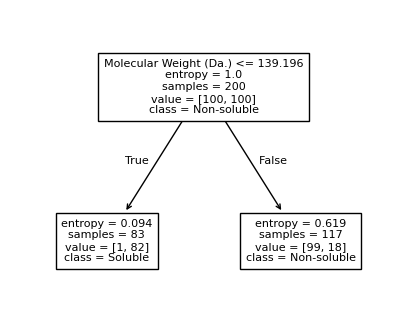 Molecular Weight (Da.) <= 139.196
entropy = 1.0
samples = 200
value = [100, 100]
class = Non-soluble
True
False
entropy = 0.094
samples = 83
value = [1, 82]
class = Soluble
entropy = 0.619
samples = 117
value = [99, 18]
class = Non-soluble